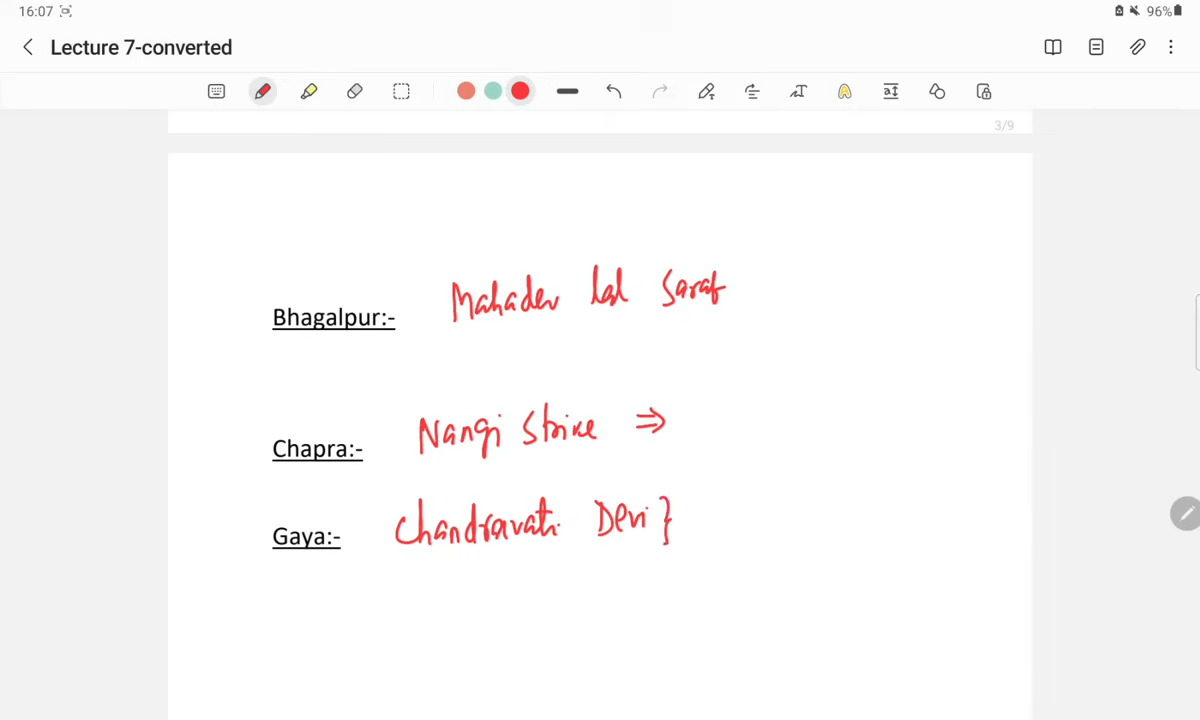 16:07 96%
Lecture 7-converted
3/9
Bhagalpur:- Mahadev lal Saraf
Chapra:- Nangi Strike ⇒
Gaya:- Chandravati Devi }